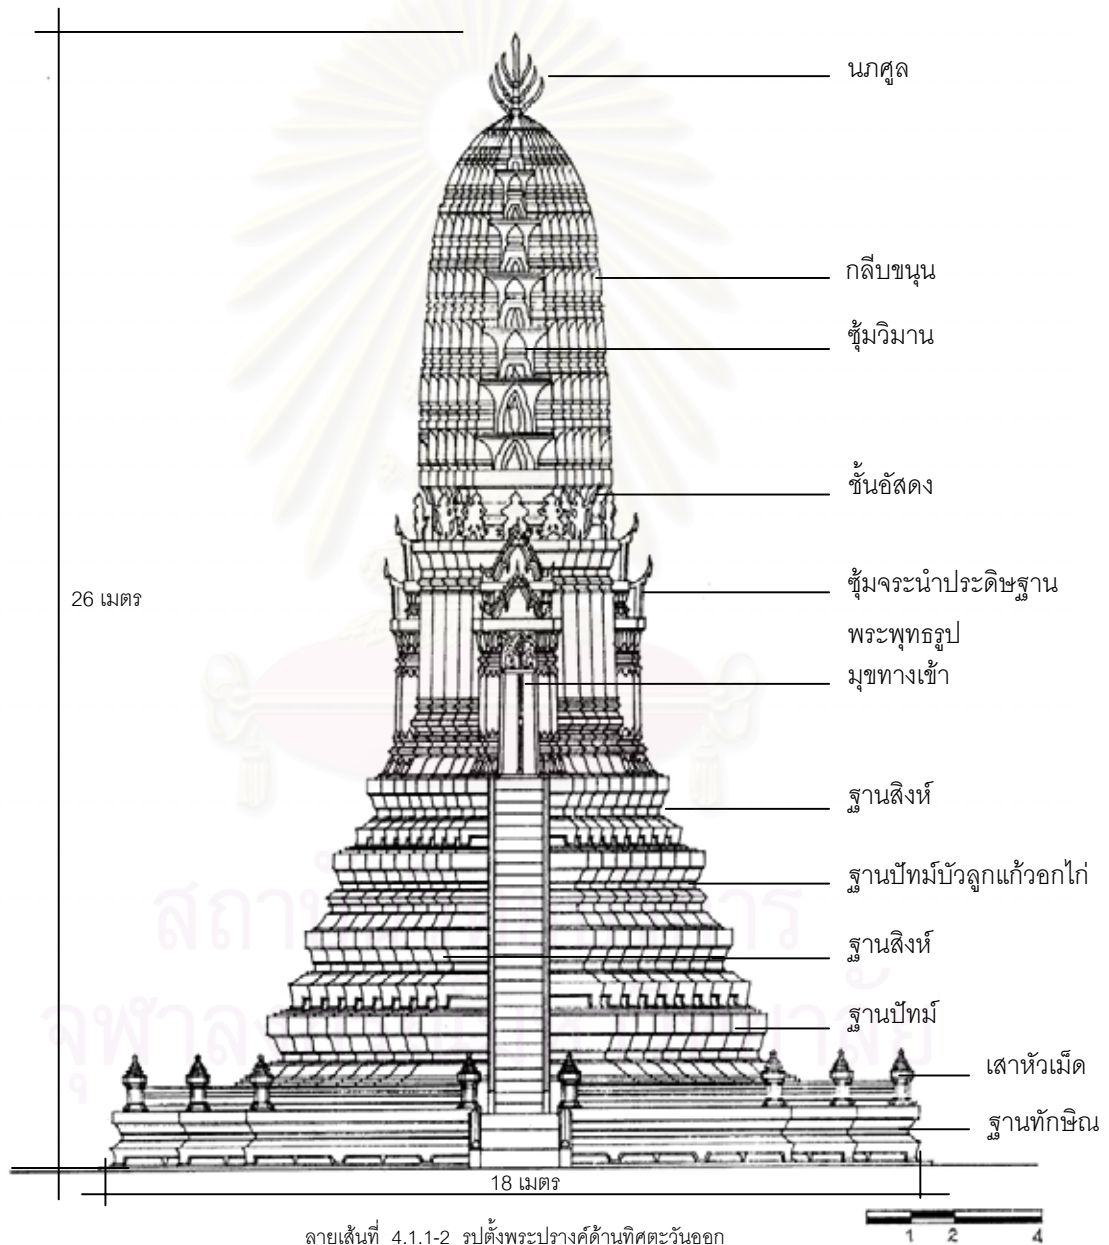 นภศูล
กลีบขนุน
ซุ้มวิมาน
ชั้นอัสดง
ซุ้มจระนำประดิษฐาน
26 เมตร
พระพุทธรูป
มุขทางเข้า
ฐานสิงห์
ฐานปัทม์บัวลูกแก้วอกไก่
ฐานสิงห์
ฐานปัทม์
เสาหัวเม็ด
ฐานทักษิณ
18 เมตร
1 2 4
ลายเส้นที่ 4.1.1-2 รูปตั้งพระปรางค์ด้านทิศตะวันออก